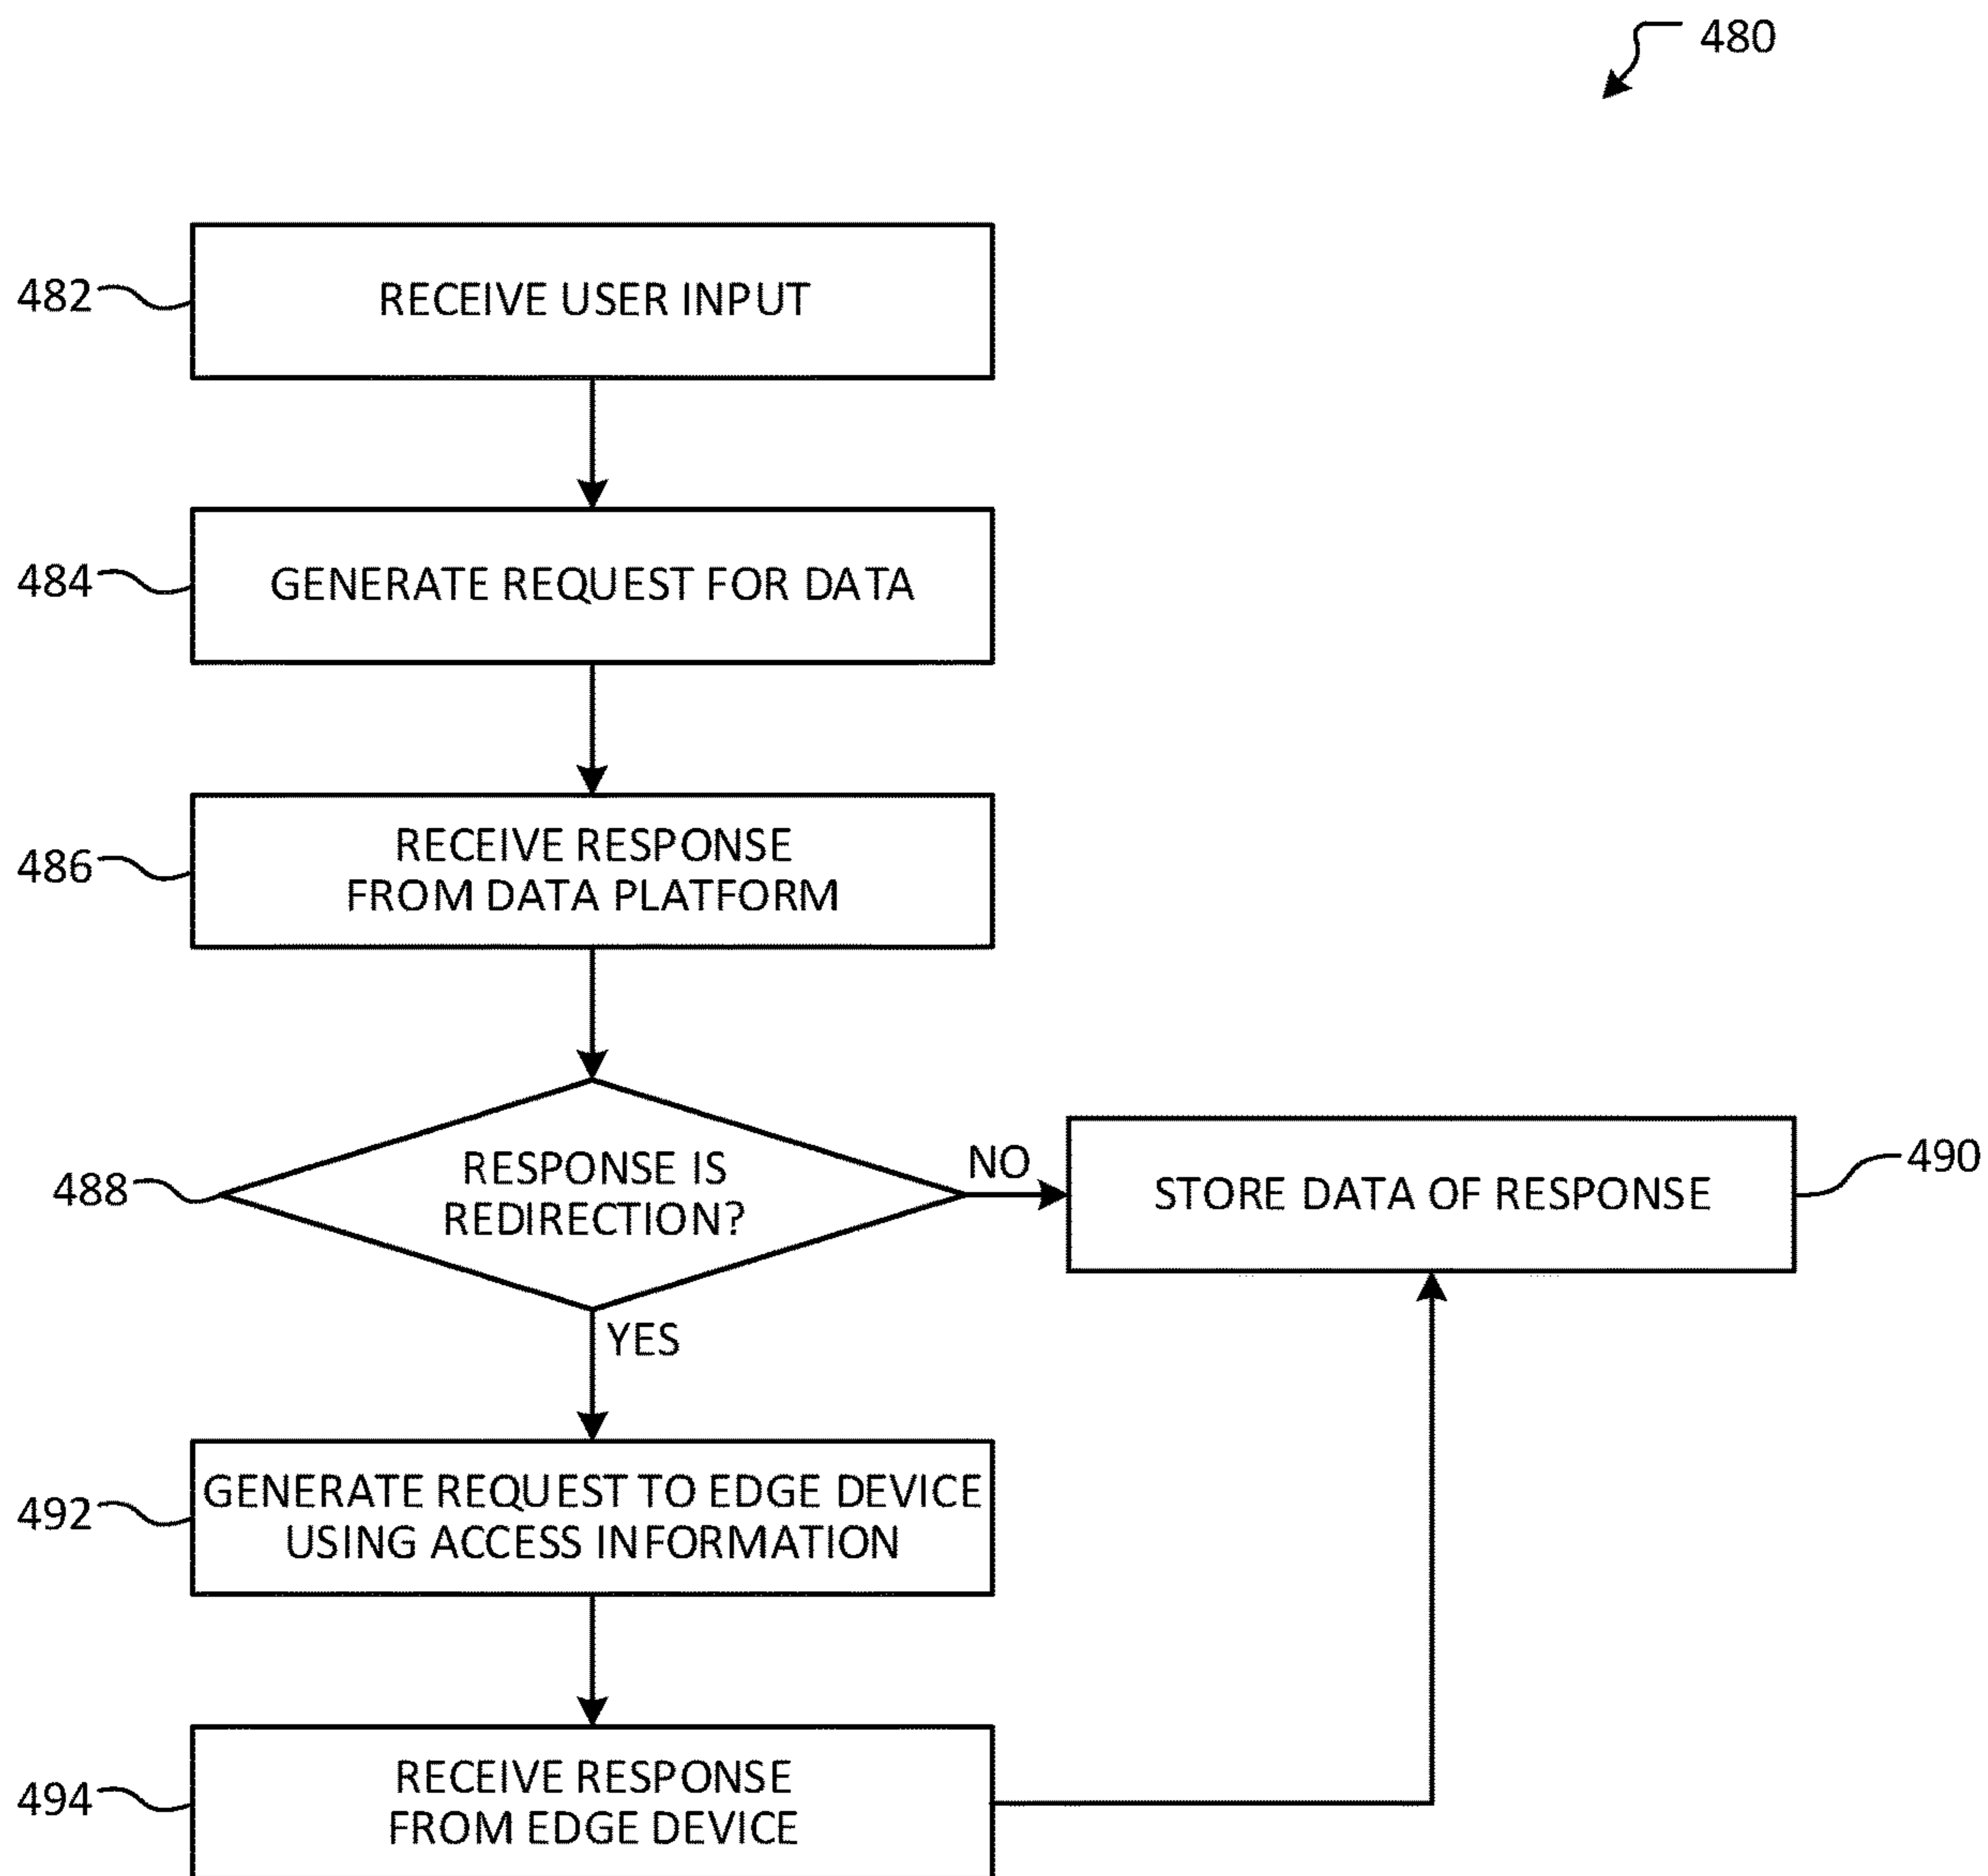 480
482
RECEIVE USER INPUT
484
GENERATE REQUEST FOR DATA
486
RECEIVE RESPONSE
FROM DATA PLATFORM
488
RESPONSE IS
REDIRECTION?
NO
STORE DATA OF RESPONSE
490
YES
492
GENERATE REQUEST TO EDGE DEVICE
USING ACCESS INFORMATION
494
RECEIVE RESPONSE
FROM EDGE DEVICE